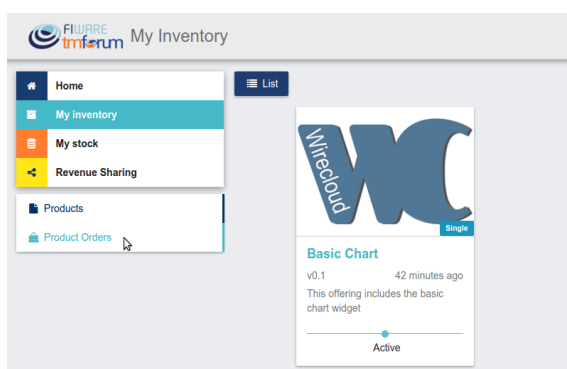 FIWARE
tmforum
My Inventory
Home
My inventory
My stock
Revenue Sharing
Products
Product Orders
List
Wirecloud
WC
Single
Basic Chart
v0.1 42 minutes ago
This offering includes the basic
chart widget
Active